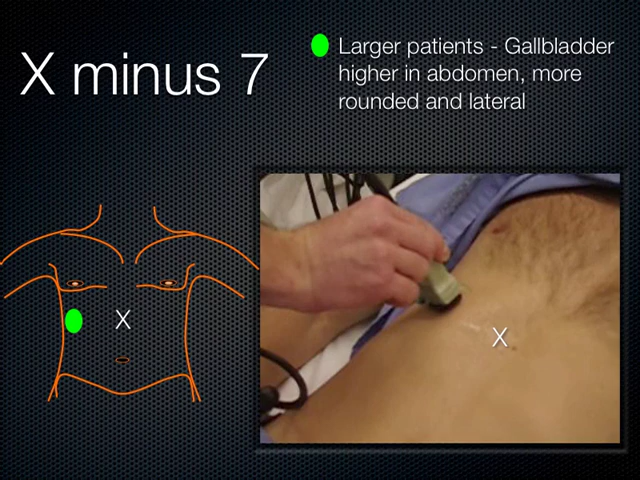 X minus 7
Larger patients - Gallbladder
higher in abdomen, more
rounded and lateral
X
X